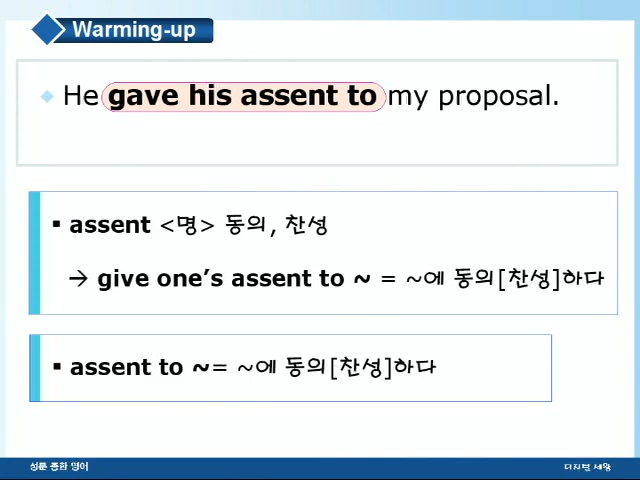 Warming-up
He gave his assent to my proposal.
▪ assent <명> 동의, 찬성
→ give one's assent to ~ = ~에 동의[찬성]하다
▪ assent to ~= ~에 동의[찬성]하다
성문 종합 영어
디지털 세왕